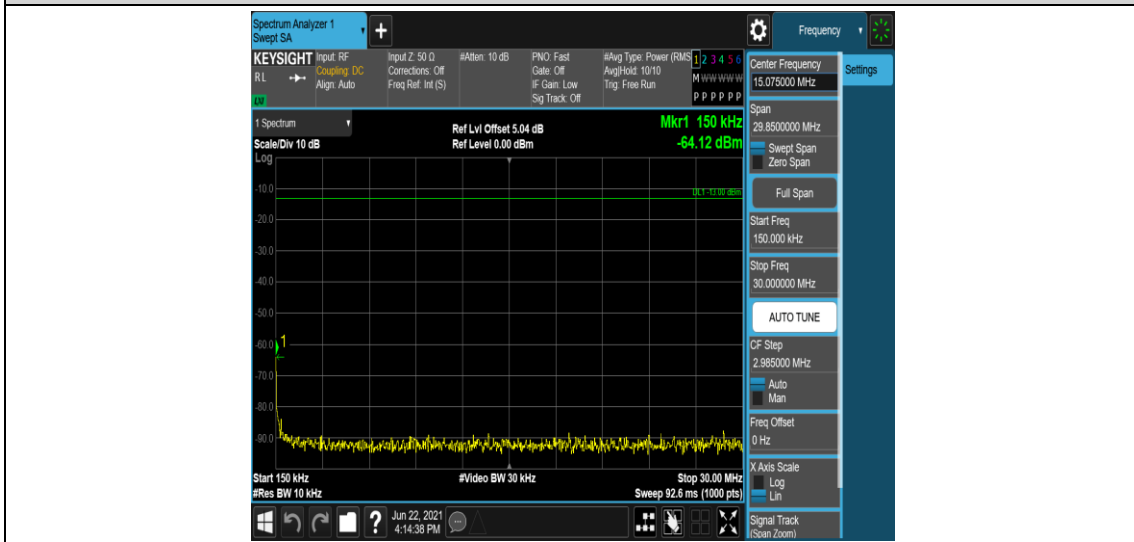 Spectrum Analyzer 1
Swept SA
+
Frequency
KEYSIGHT
RL
LXI
Input: RF
Coupling: DC
Align: Auto
Input Z: 50 Ω
Corrections: Off
Freq Ref: Int (S)
#Atten: 10 dB
PNO: Fast
Gate: Off
IF Gain: Low
Sig Track: Off
#Avg Type: Power (RMS
Avg|Hold: 10/10
Trig: Free Run
1 2 3 4 5 6
M W W W W W
P P P P P P
1 Spectrum
Scale/Div 10 dB
Ref Lvl Offset 5.04 dB
Ref Level 0.00 dBm
Mkr1 150 kHz
-64.12 dBm
Log
DL1 -13.00 dBm
-10.0
-20.0
-30.0
-40.0
-50.0
-60.0
1
-70.0
-80.0
-90.0
Start 150 kHz
#Video BW 30 kHz
Stop 30.00 MHz
#Res BW 10 kHz
Sweep 92.6 ms (1000 pts)
?
Jun 22, 2021
4:14:38 PM
Center Frequency
15.075000 MHz
Settings
Span
29.8500000 MHz
Swept Span
Zero Span
Full Span
Start Freq
150.000 kHz
Stop Freq
30.000000 MHz
AUTO TUNE
CF Step
2.985000 MHz
Auto
Man
Freq Offset
0 Hz
X Axis Scale
Log
Lin
Signal Track
(Span Zoom)